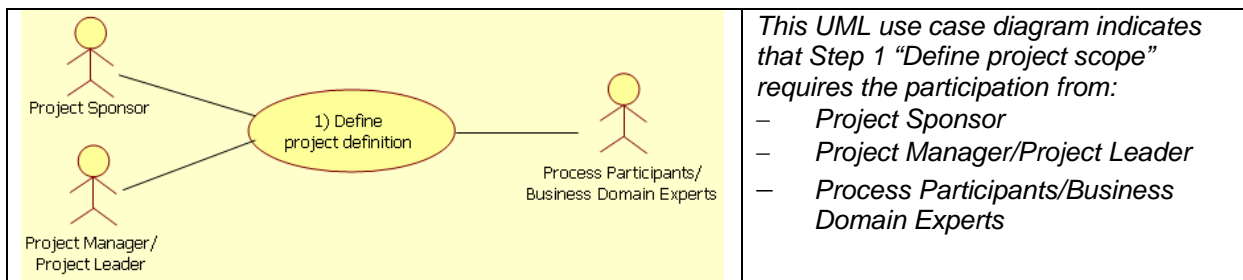 Project Sponsor
1) Define
project definition
Process Participants/
Business Domain Experts
Project Manager/
Project Leader
This UML use case diagram indicates
that Step 1 “Define project scope”
requires the participation from:
– Project Sponsor
– Project Manager/Project Leader
– Process Participants/Business
Domain Experts